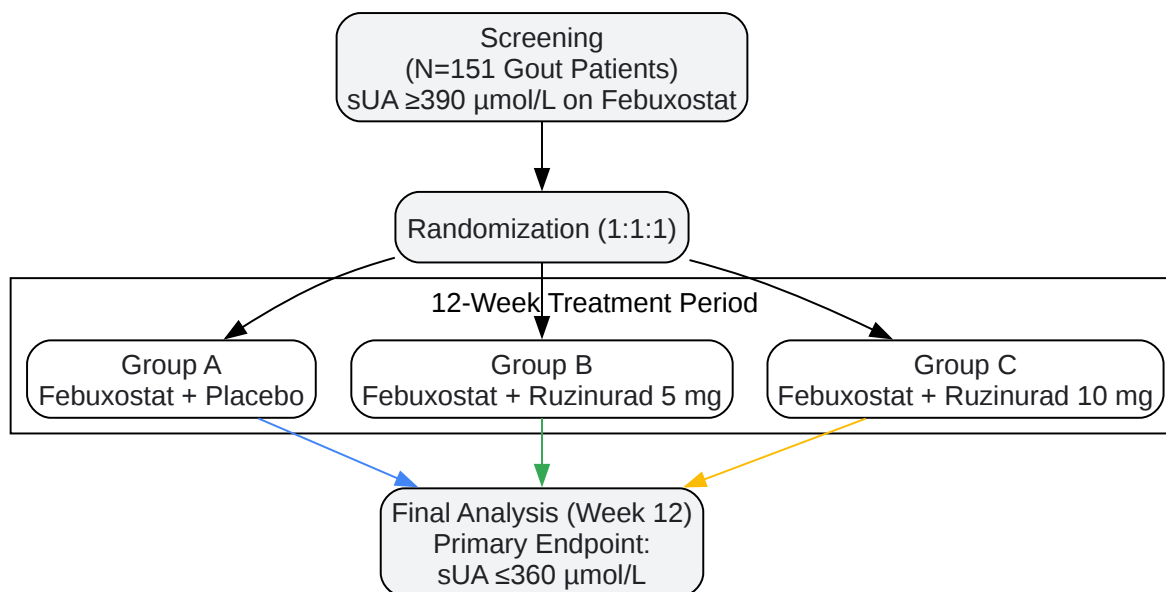 Screening
(N=151 Gout Patients)
sUA ≥390 µmol/L on Febuxostat
Randomization (1:1:1)
12-Week Treatment Period
Group A
Febuxostat + Placebo
Group B
Febuxostat + Ruzinurad 5 mg
Group C
Febuxostat + Ruzinurad 10 mg
Final Analysis (Week 12)
Primary Endpoint:
sUA ≤360 µmol/L